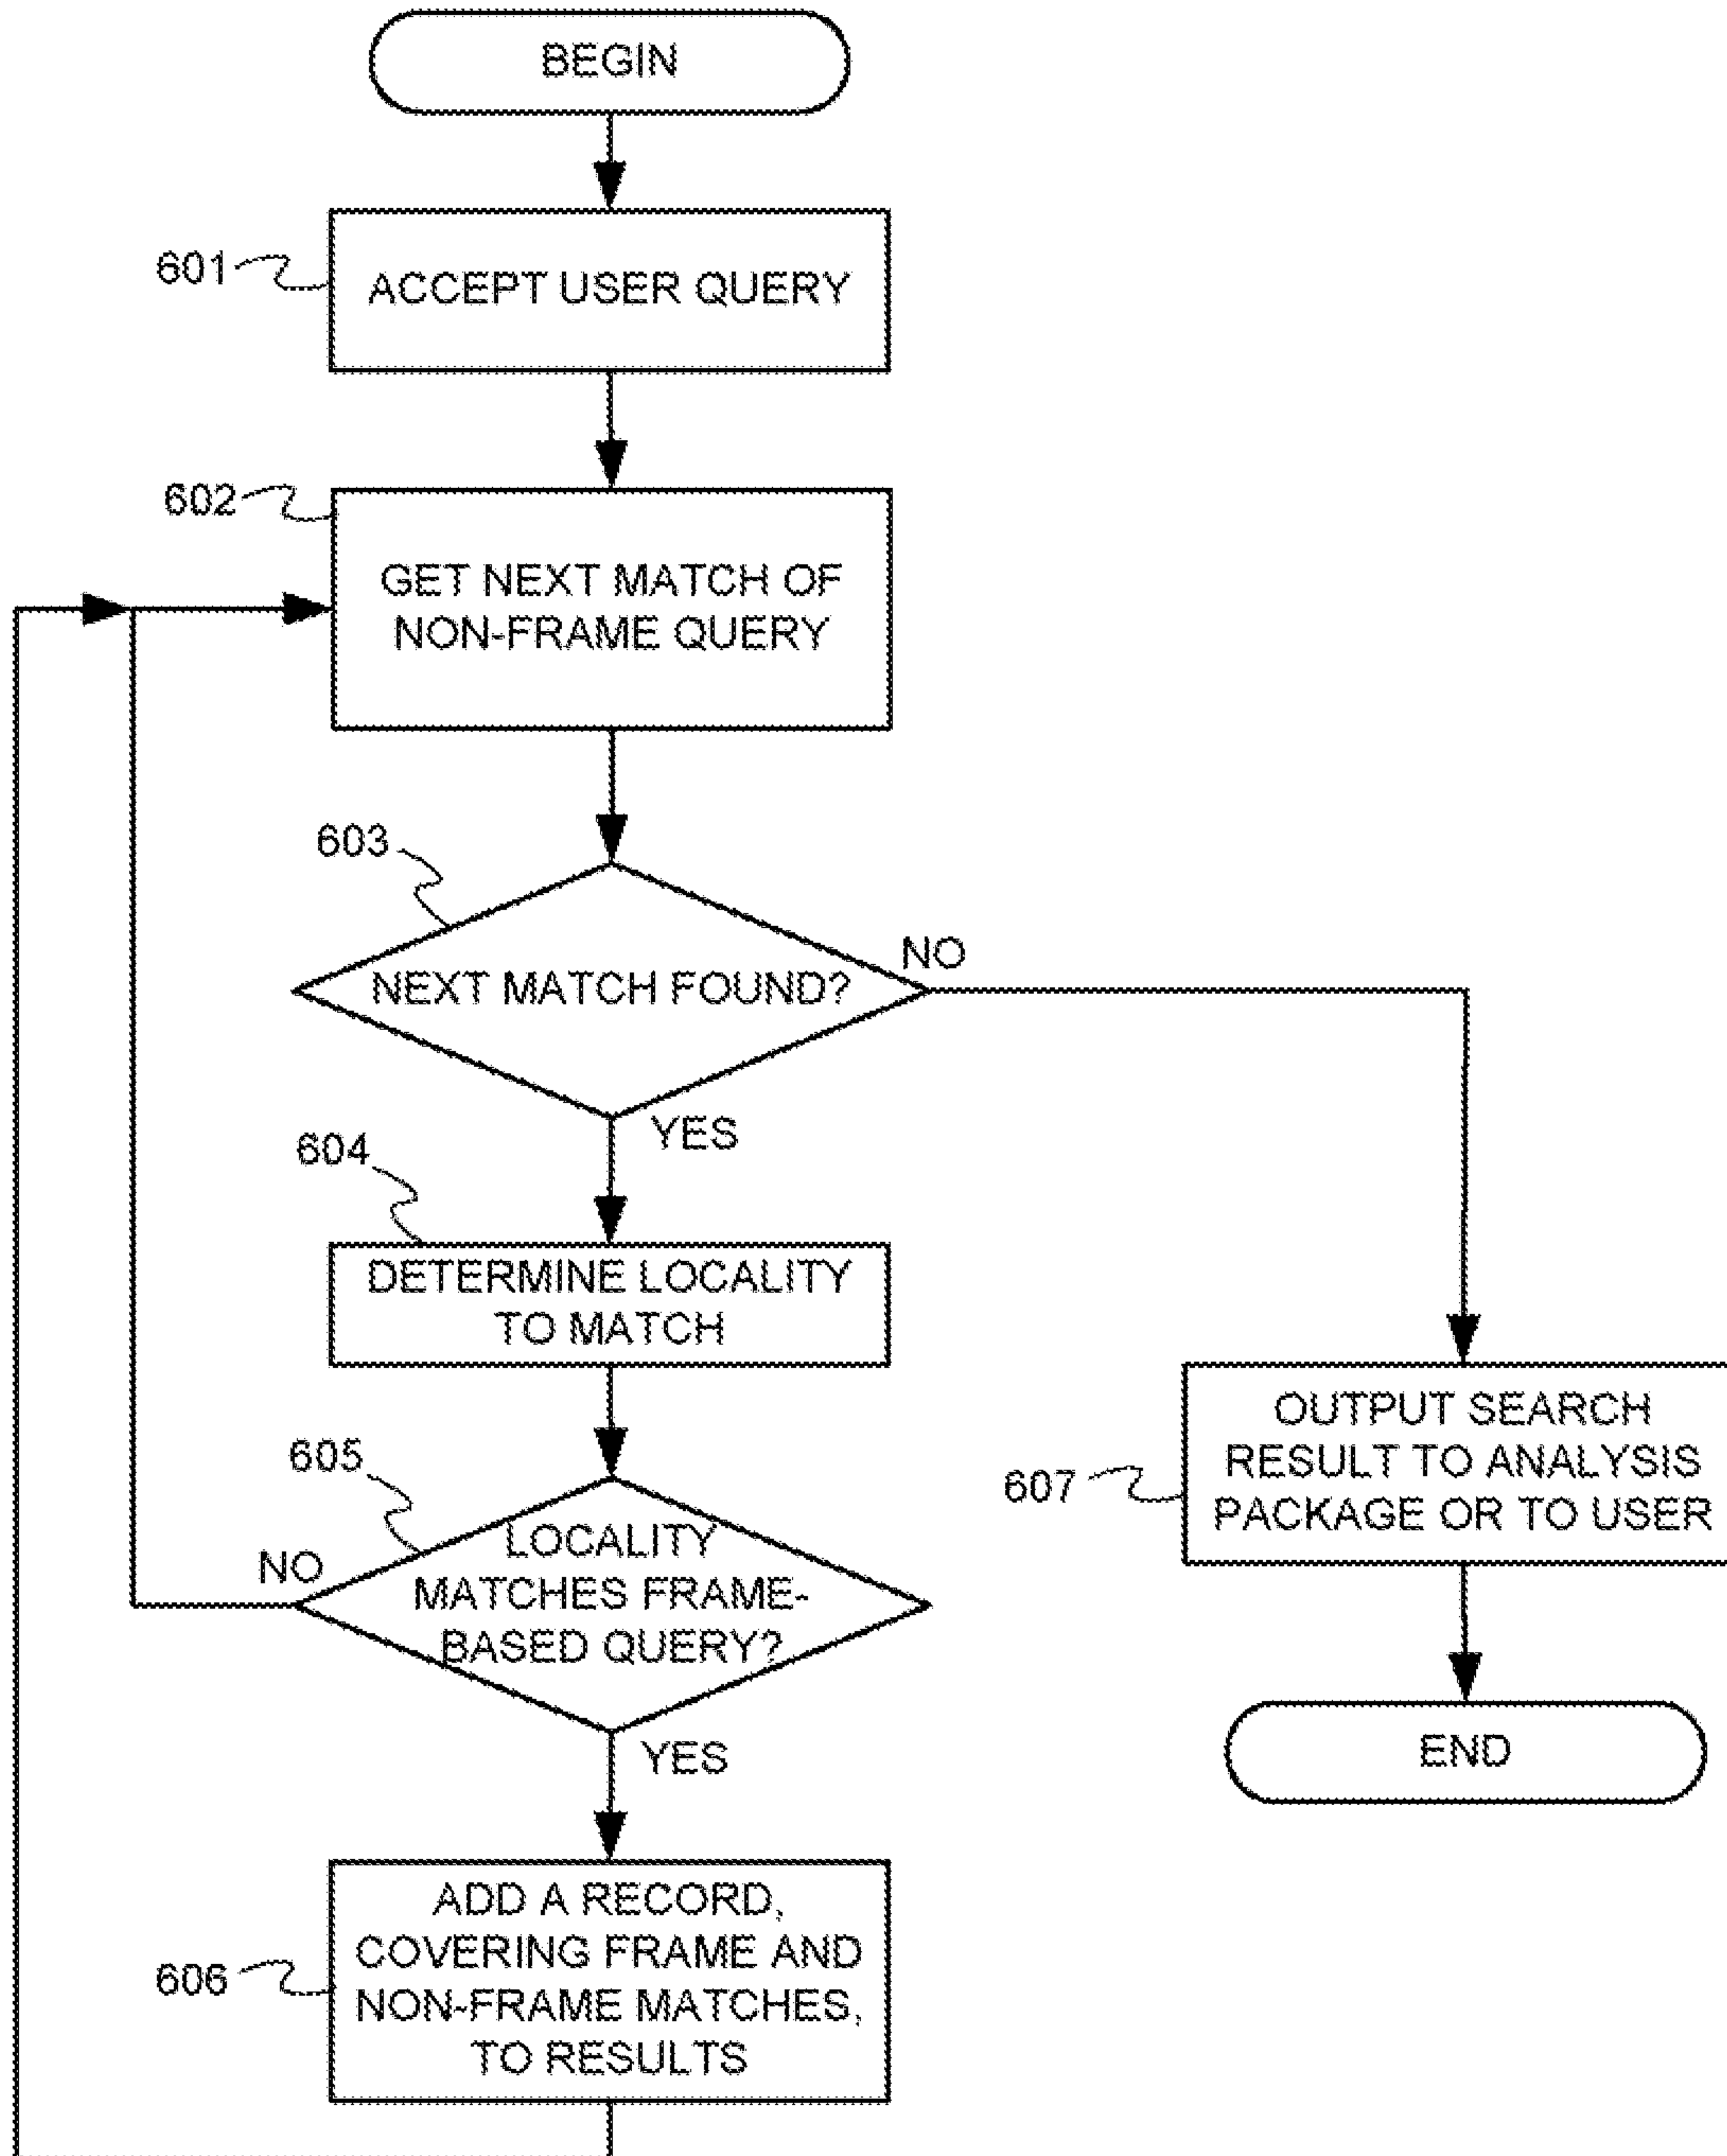 BEGIN
601
ACCEPT USER QUERY
602
GET NEXT MATCH OF
NON-FRAME QUERY
603
NEXT MATCH FOUND?
NO
YES
604
DETERMINE LOCALITY
TO MATCH
605
LOCALITY
MATCHES FRAME-
BASED QUERY?
NO
YES
606
ADD A RECORD,
COVERING FRAME AND
NON-FRAME MATCHES,
TO RESULTS
607
OUTPUT SEARCH
RESULT TO ANALYSIS
PACKAGE OR TO USER
END